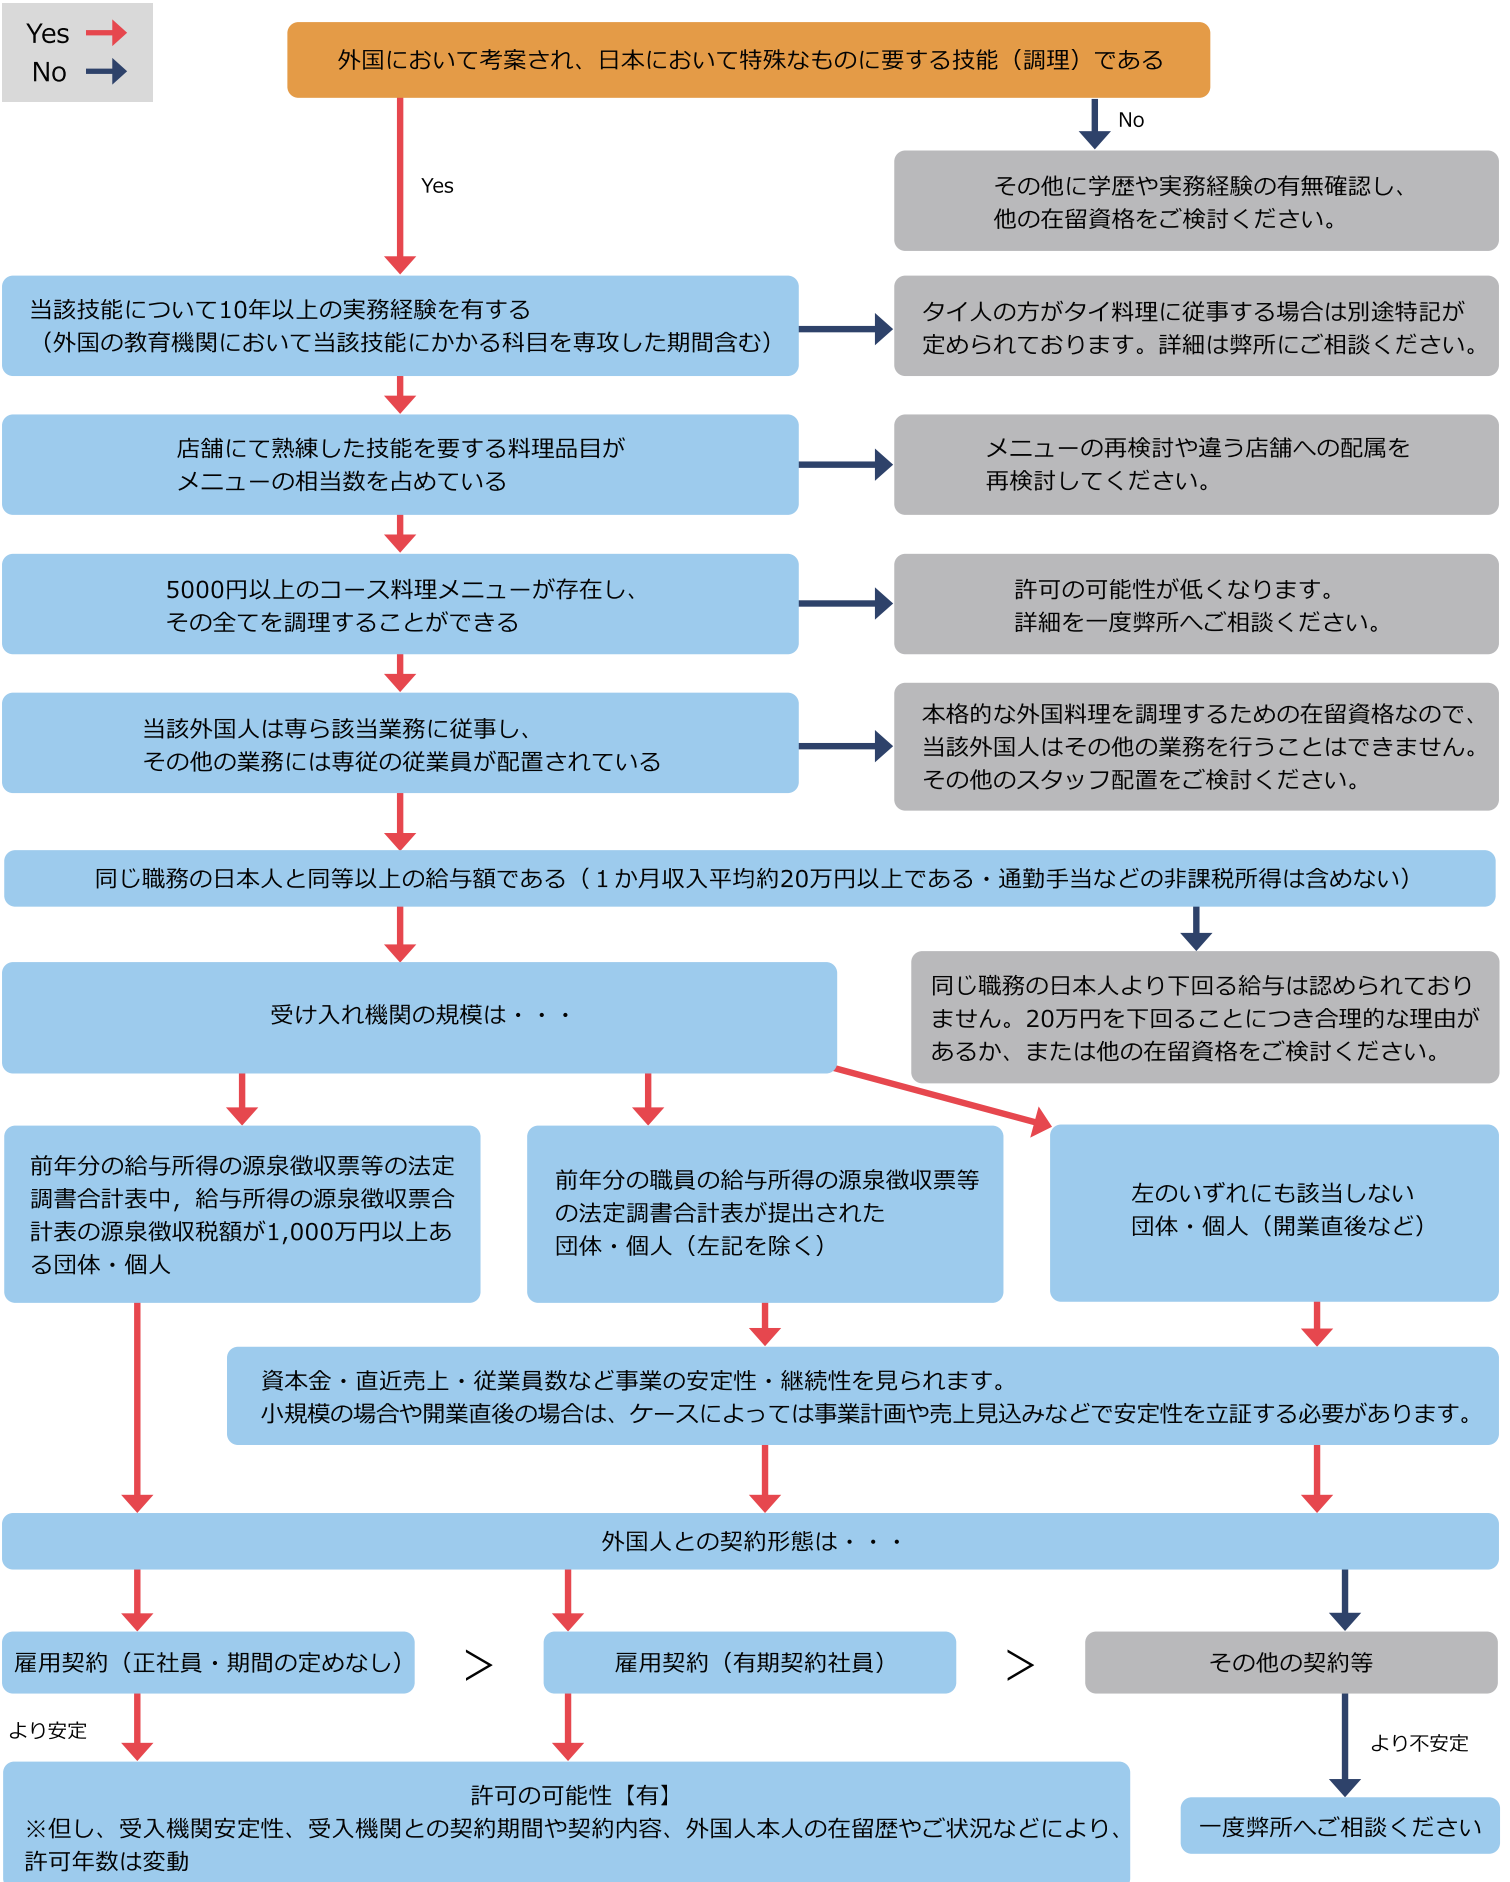 Yes
No
外国において考案され、日本において特殊なものに要する技能（調理）である
No
Yes
その他に学歴や実務経験の有無確認し、
他の在留資格をご検討ください。
当該技能について10年以上の実務経験を有する
（外国の教育機関において当該技能にかかる科目を専攻した期間含む）
タイ人の方がタイ料理に従事する場合は別途特記が
定められております。詳細は弊所にご相談ください。
店舗にて熟練した技能を要する料理品目が
メニューの相当数を占めている
メニューの再検討や違う店舗への配属を
再検討してください。
5000円以上のコース料理メニューが存在し、
その全てを調理することができる
許可の可能性が低くなります。
詳細を一度弊所へご相談ください。
当該外国人は専ら該当業務に従事し、
その他の業務には専従の従業員が配置されている
本格的な外国料理を調理するための在留資格なので、
当該外国人はその他の業務を行うことはできません。
その他のスタッフ配置をご検討ください。
同じ職務の日本人と同等以上の給与額である（１か月収入平均約20万円以上である・通勤手当などの非課税所得は含めない）
受け入れ機関の規模は・・・
同じ職務の日本人より下回る給与は認められており
ません。20万円を下回ることにつき合理的な理由が
あるか、または他の在留資格をご検討ください。
前年分の給与所得の源泉徴収票等の法定
調書合計表中，給与所得の源泉徴収票合
計表の源泉徴収税額が1,000万円以上あ
る団体・個人
前年分の職員の給与所得の源泉徴収票等
の法定調書合計表が提出された
団体・個人（左記を除く）
左のいずれにも該当しない
団体・個人（開業直後など）
資本金・直近売上・従業員数など事業の安定性・継続性を見られます。
小規模の場合や開業直後の場合は、ケースによっては事業計画や売上見込みなどで安定性を立証する必要があります。
外国人との契約形態は・・・
雇用契約（正社員・期間の定めなし）
＞
雇用契約（有期契約社員）
＞
その他の契約等
より安定
より不安定
許可の可能性【有】
※但し、受入機関安定性、受入機関との契約期間や契約内容、外国人本人の在留歴やご状況などにより、
許可年数は変動
一度弊所へご相談ください